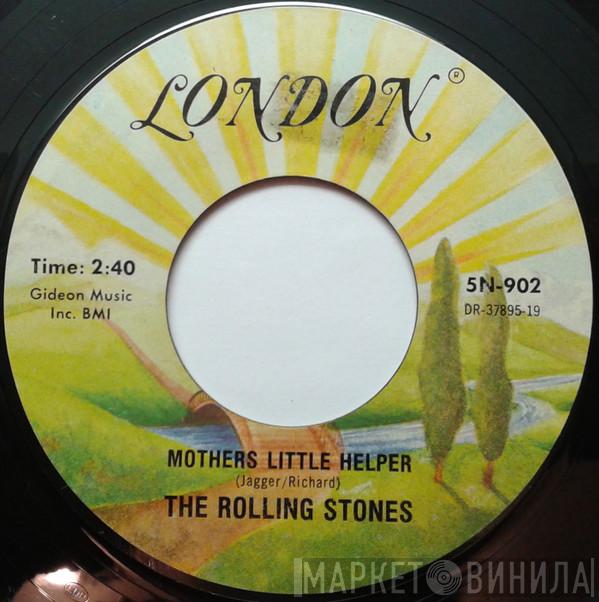 LONDON®
Time: 2:40
Gideon Music
Inc. BMI
5N-902
DR-37895-19
MOTHERS LITTLE HELPER
(Jagger/Richard)
THE ROLLING STONES
МАРКЕТ ВИНИЛА